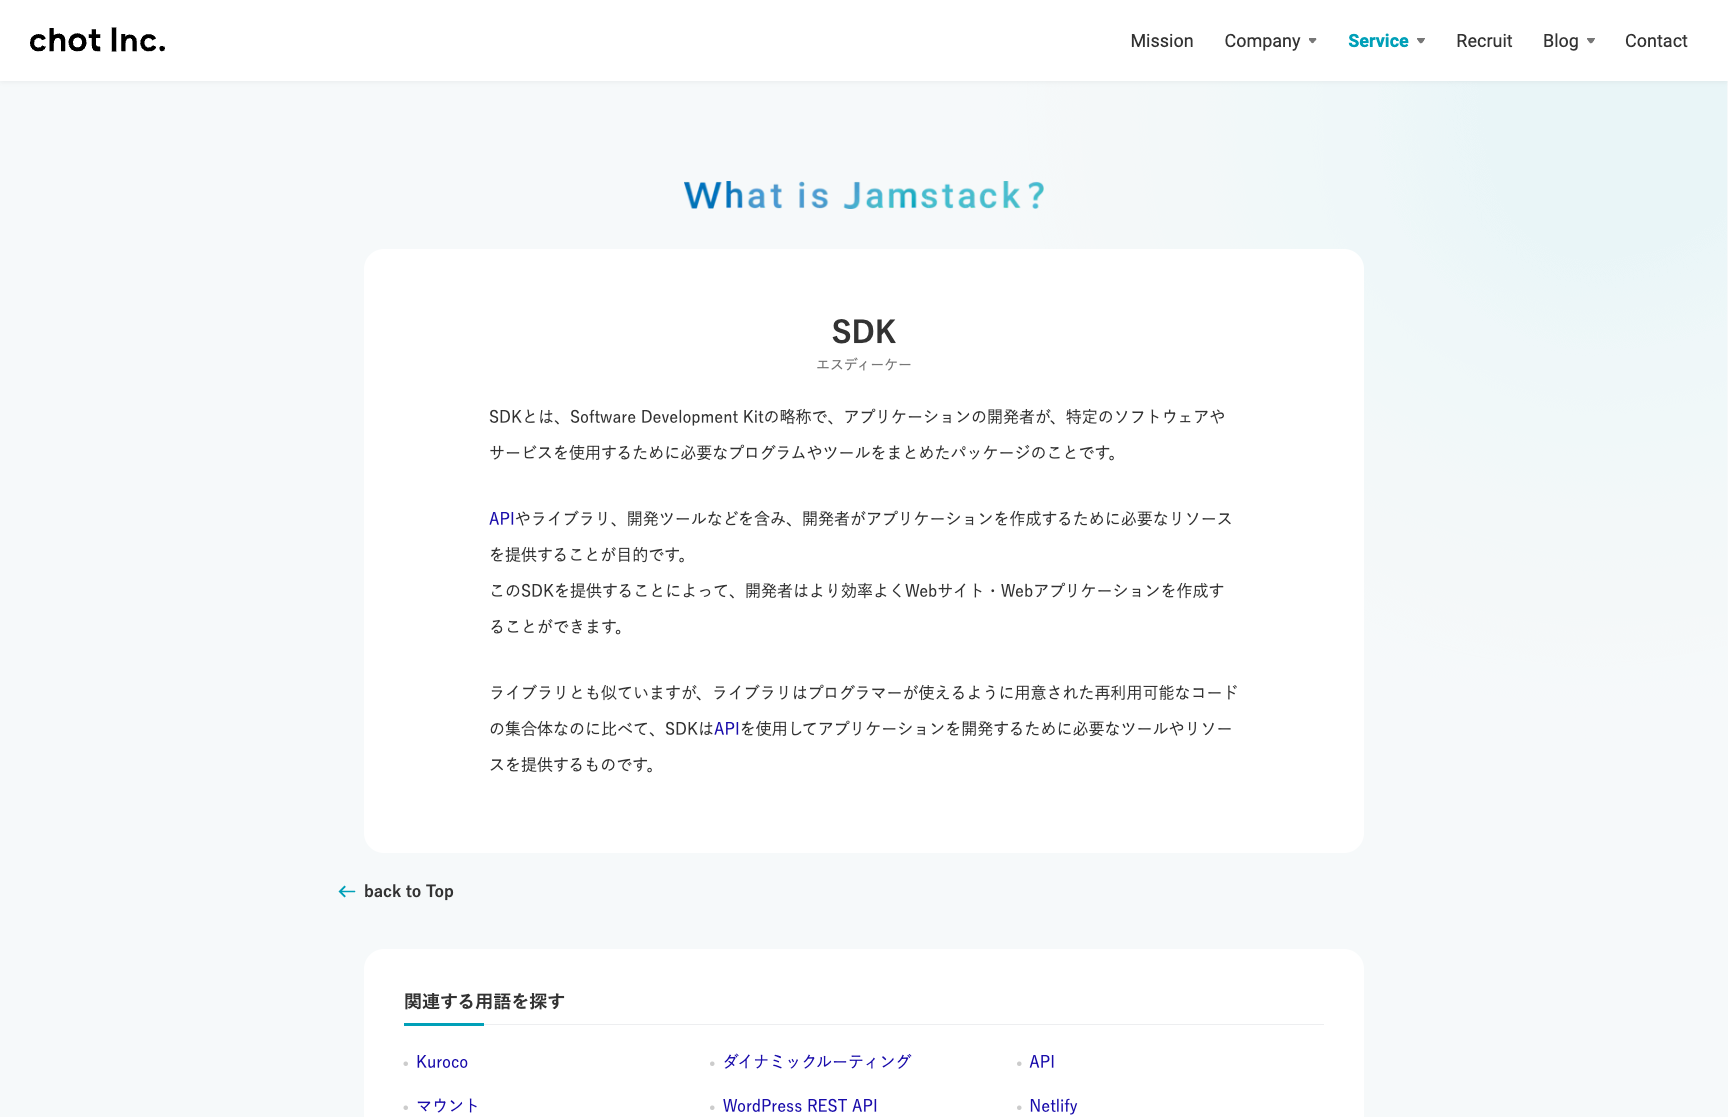 chot Inc.
Mission
Company
Service
Recruit
Blog
Contact
What is Jamstack?
SDK
エスディーケー
SDKとは、Software Development Kitの略称で、アプリケーションの開発者が、特定のソフトウェアや
サービスを使用するために必要なプログラムやツールをまとめたパッケージのことです。
APIやライブラリ、開発ツールなどを含み、開発者がアプリケーションを作成するために必要なリソース
を提供することが目的です。
このSDKを提供することによって、開発者はより効率よくWebサイト・Webアプリケーションを作成す
ることができます。
ライブラリとも似ていますが、ライブラリはプログラマーが使えるように用意された再利用可能なコード
の集合体なのに比べて、SDKはAPIを使用してアプリケーションを開発するために必要なツールやリソー
スを提供するものです。
back to Top
関連する用語を探す
Kuroco
ダイナミックルーティング
API
マウント
WordPress REST API
Netlify